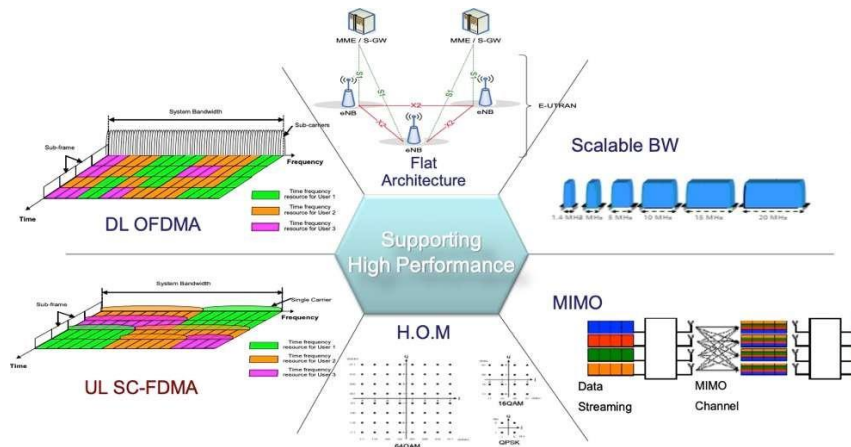 MME / S-GW
MME / S-GW
S1
S1
S1
S1
X2
eNB
eNB
X2
X2
eNB
E-UTRAN
Flat
Architecture
System Bandwidth
Sub-carriers
Sub-frame
Frequency
Time frequency
resource for User 1
Time frequency
resource for User 2
Time frequency
resource for User 3
Time
DL OFDMA
Scalable BW
1.4 MHz
3 MHz
5 MHz
10 MHz
15 MHz
20 MHz
Supporting
High Performance
System Bandwidth
Single Carrier
Sub-frame
Frequency
Time frequency
resource for User 1
Time frequency
resource for User 2
Time frequency
resource for User 3
Time
UL SC-FDMA
H.O.M
64QAM
16QAM
QPSK
MIMO
Data
Streaming
MIMO
Channel